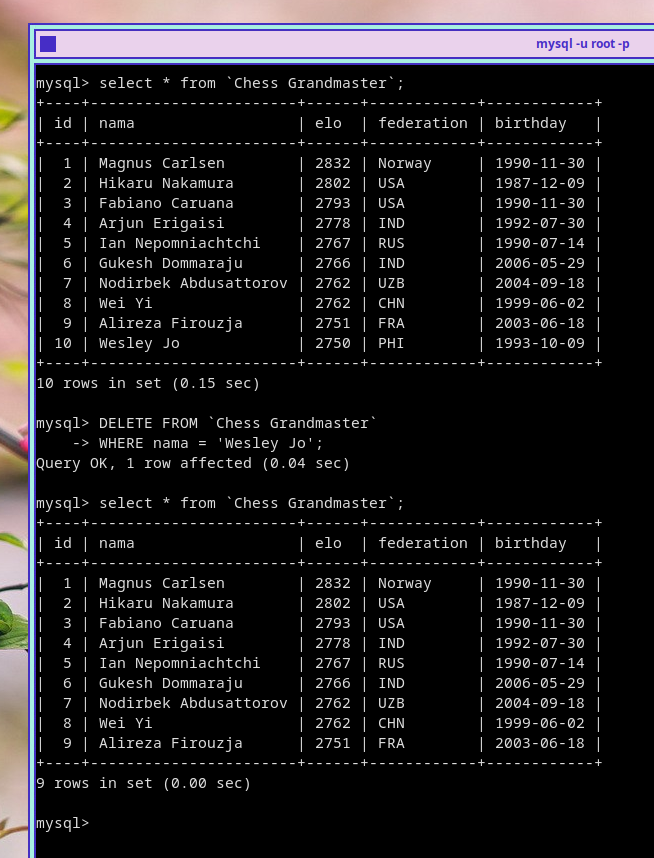 mysql -u root -p
mysql> select * from `Chess Grandmaster`;
+----+-----------------------+------+------------+------------+
| id | nama                  | elo  | federation | birthday   |
+----+-----------------------+------+------------+------------+
|  1 | Magnus Carlsen        | 2832 | Norway     | 1990-11-30 |
|  2 | Hikaru Nakamura       | 2802 | USA        | 1987-12-09 |
|  3 | Fabiano Caruana       | 2793 | USA        | 1990-11-30 |
|  4 | Arjun Erigaisi        | 2778 | IND        | 1992-07-30 |
|  5 | Ian Nepomniachtchi    | 2767 | RUS        | 1990-07-14 |
|  6 | Gukesh Dommaraju      | 2766 | IND        | 2006-05-29 |
|  7 | Nodirbek Abdusattorov | 2762 | UZB        | 2004-09-18 |
|  8 | Wei Yi                | 2762 | CHN        | 1999-06-02 |
|  9 | Alireza Firouzja      | 2751 | FRA        | 2003-06-18 |
| 10 | Wesley Jo             | 2750 | PHI        | 1993-10-09 |
+----+-----------------------+------+------------+------------+
10 rows in set (0.15 sec)
mysql> DELETE FROM `Chess Grandmaster`
    -> WHERE nama = 'Wesley Jo';
Query OK, 1 row affected (0.04 sec)
mysql> select * from `Chess Grandmaster`;
+----+-----------------------+------+------------+------------+
| id | nama                  | elo  | federation | birthday   |
+----+-----------------------+------+------------+------------+
|  1 | Magnus Carlsen        | 2832 | Norway     | 1990-11-30 |
|  2 | Hikaru Nakamura       | 2802 | USA        | 1987-12-09 |
|  3 | Fabiano Caruana       | 2793 | USA        | 1990-11-30 |
|  4 | Arjun Erigaisi        | 2778 | IND        | 1992-07-30 |
|  5 | Ian Nepomniachtchi    | 2767 | RUS        | 1990-07-14 |
|  6 | Gukesh Dommaraju      | 2766 | IND        | 2006-05-29 |
|  7 | Nodirbek Abdusattorov | 2762 | UZB        | 2004-09-18 |
|  8 | Wei Yi                | 2762 | CHN        | 1999-06-02 |
|  9 | Alireza Firouzja      | 2751 | FRA        | 2003-06-18 |
+----+-----------------------+------+------------+------------+
9 rows in set (0.00 sec)
mysql>